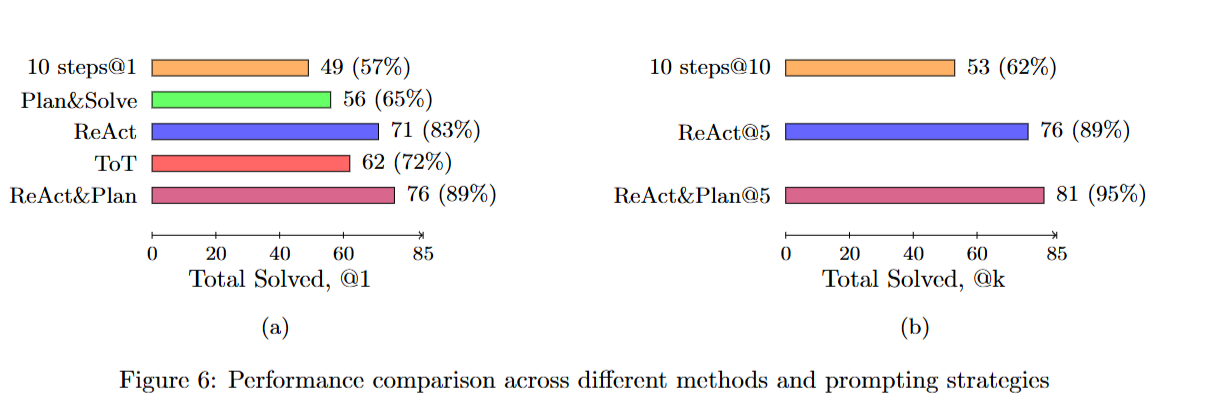 10 steps@1 49 (57%)
Plan&Solve 56 (65%)
ReAct 71 (83%)
ToT 62 (72%)
ReAct&Plan 76 (89%)
0 20 40 60 85
Total Solved, @1
(a)
10 steps@10 53 (62%)
ReAct@5 76 (89%)
ReAct&Plan@5 81 (95%)
0 20 40 60 85
Total Solved, @k
(b)
Figure 6: Performance comparison across different methods and prompting strategies